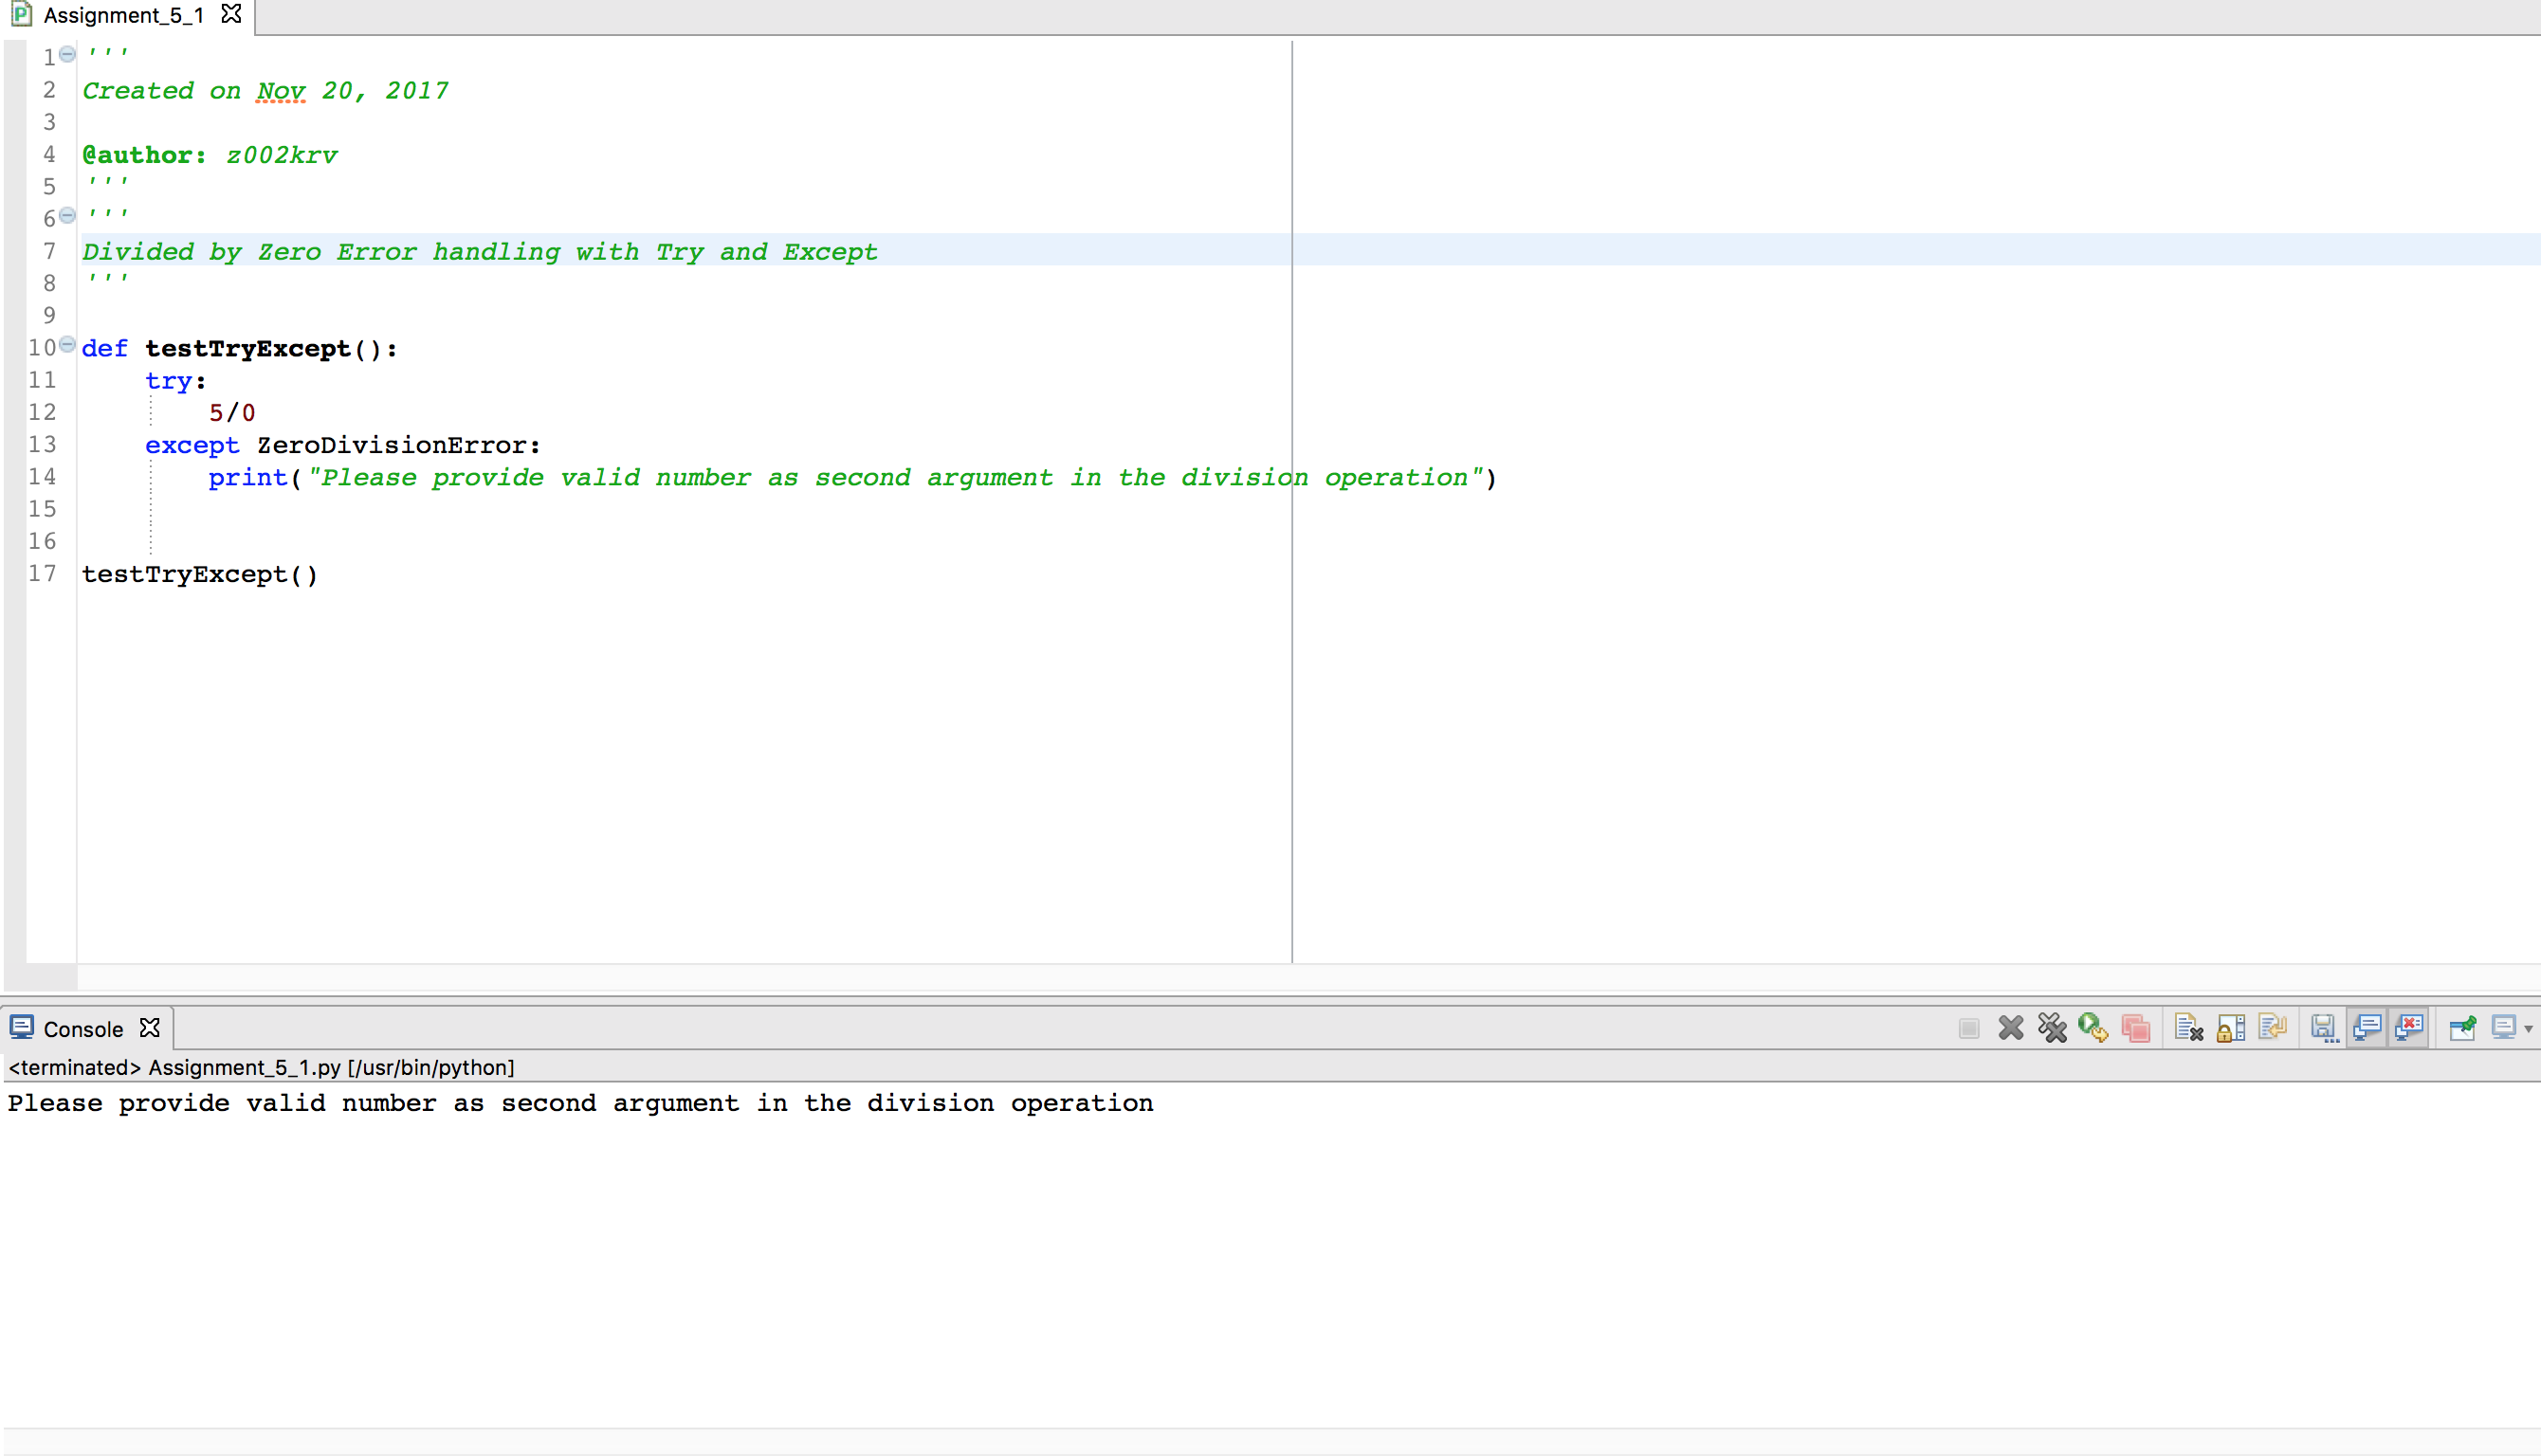 Assignment_5_1
1 '''
2 Created on Nov 20, 2017
3
4 @author: z002krv
5 '''
6 '''
7 Divided by Zero Error handling with Try and Except
8 '''
9
10 def testTryExcept():
11     try:
12         5/0
13     except ZeroDivisionError:
14         print("Please provide valid number as second argument in the division operation")
15
16
17 testTryExcept()
Console
<terminated> Assignment_5_1.py [/usr/bin/python]
Please provide valid number as second argument in the division operation